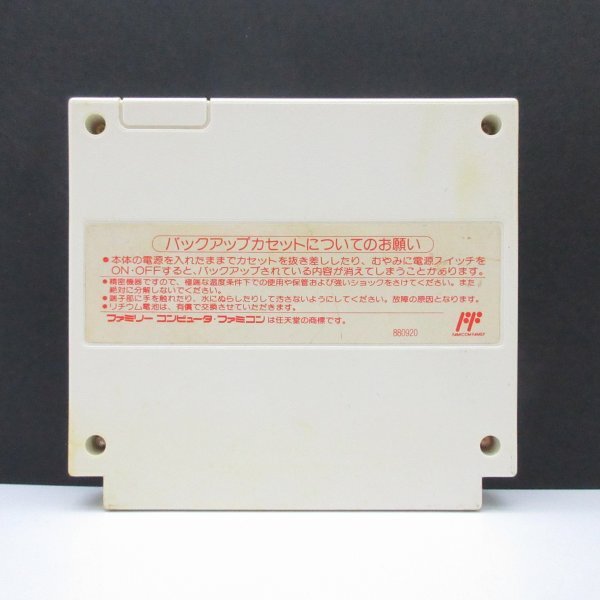 バックアップカセットについてのお願い
●本体の電源を入れたままでカセットを抜き差ししたり、むやみに電源スイッチを
ON・OFFすると、バックアップされている内容が消えてしまうことがあります。
●精密機器ですので、極端な温度条件下での使用や保管および強いショックをさけてください。また
絶対に分解しないでください。
●端子部に手を触れたり、水にぬらしたりして汚さないようにしてください。故障の原因となります。
●リチウム電池は、有償で交換させていただきます。
ファミリーコンピュータ・ファミコンは任天堂の商標です。
880920
FAMICOM FAMILY